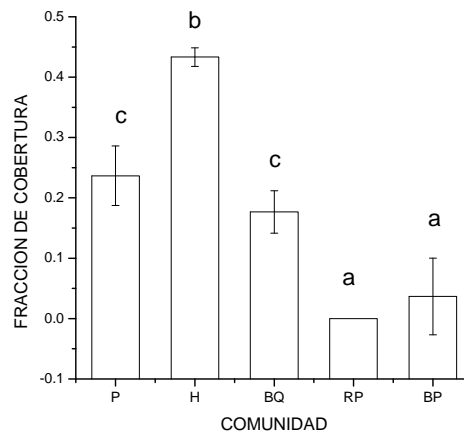 FRACCION DE COBERTURA
0.5
0.4
0.3
0.2
0.1
0.0
-0.1
c
b
c
a
a
P H BQ RP BP
COMUNIDAD